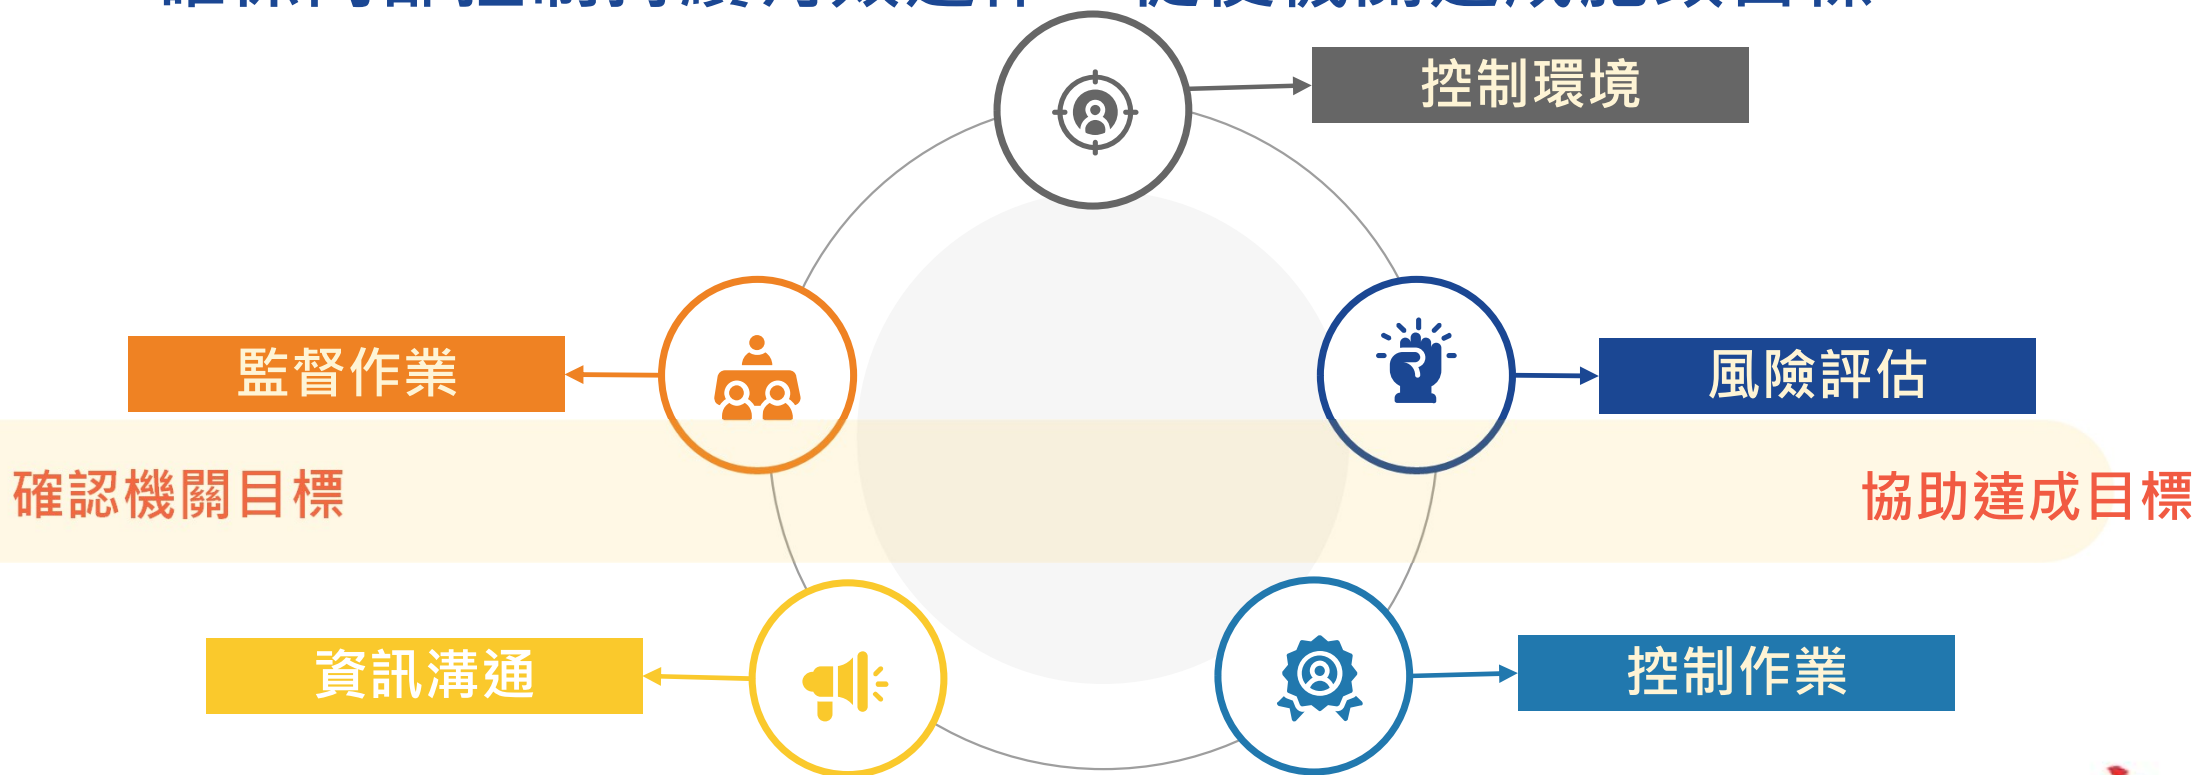 控制環境
監督作業
風險評估
確認機關目標
協助達成目標
資訊溝通
控制作業